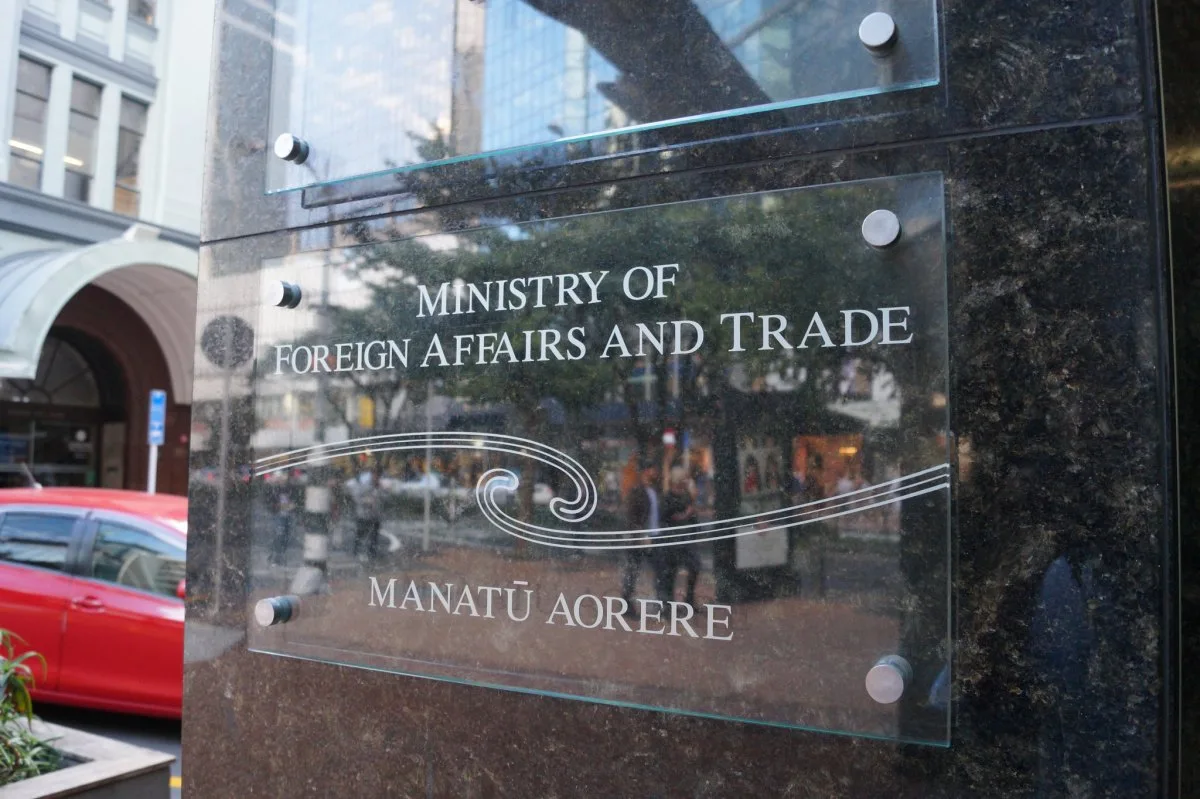 MINISTRY OF
FOREIGN AFFAIRS AND TRADE
MANATŪ AORERE